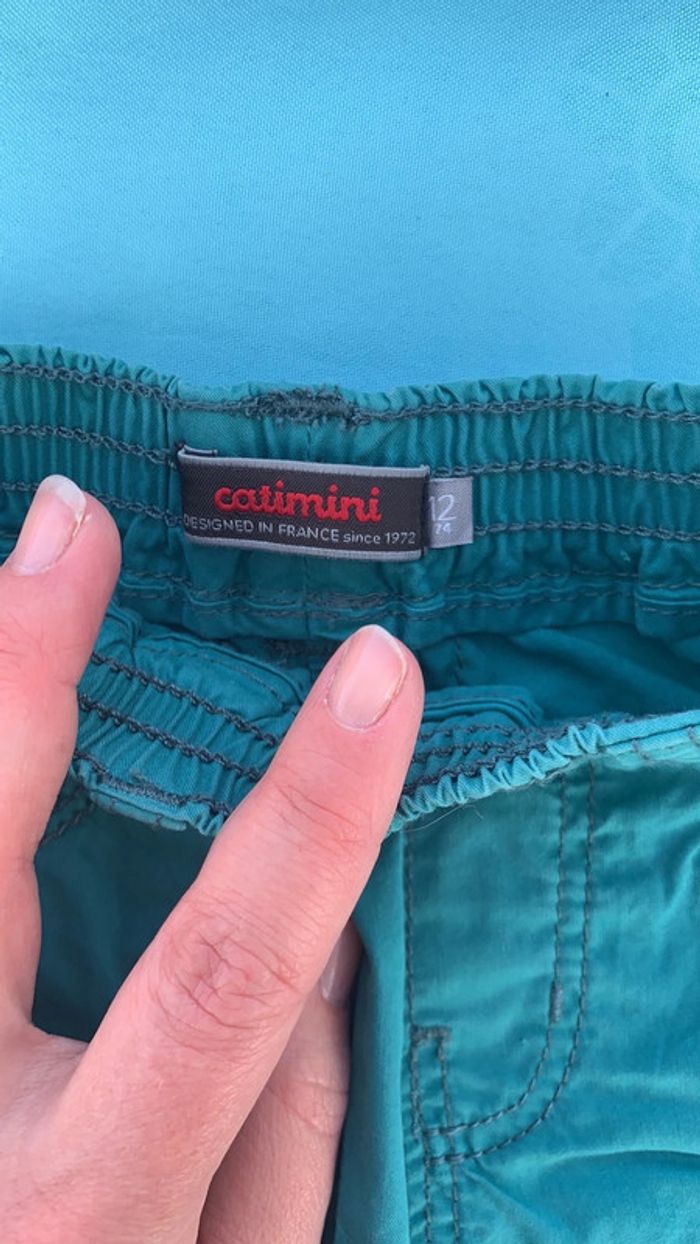 catimini
DESIGNED IN FRANCE since 1972
12
74